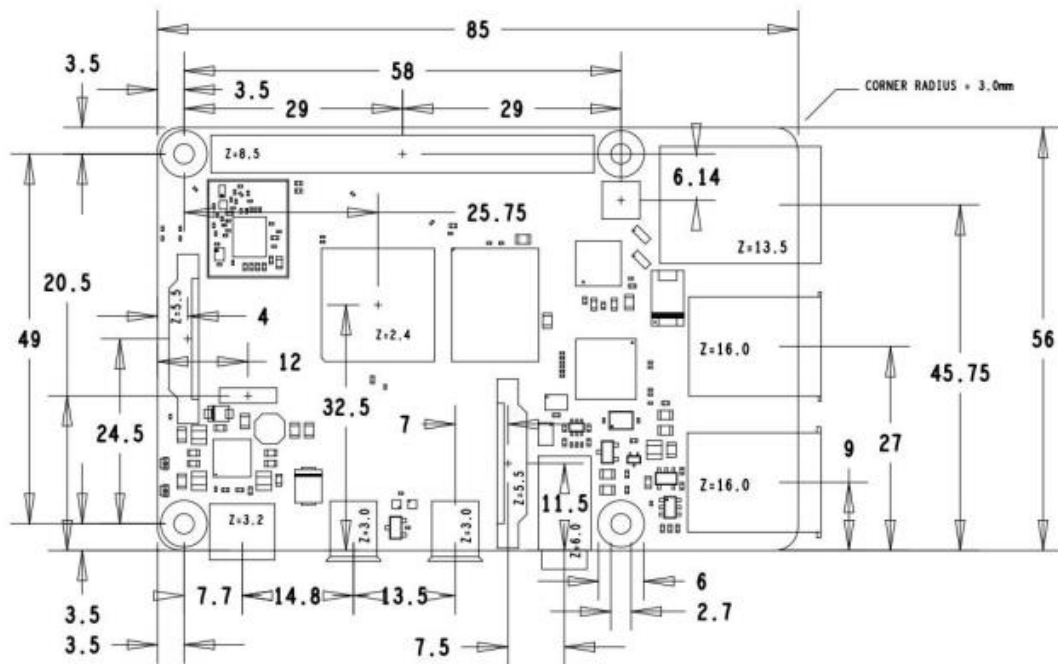 85
3.5
58
3.5
29
29
CORNER RADIUS = 3.0mm
Z=8.5
6.14
25.75
Z=13.5
20.5
Z=5.5
4
49
Z=2.4
Z=16.0
56
45.75
12
32.5
7
27
24.5
9
Z=5.5
Z=16.0
11.5
Z=3.2
Z=3.0
Z=3.0
Z=6.0
6
7.7
14.8
13.5
2.7
3.5
3.5
7.5